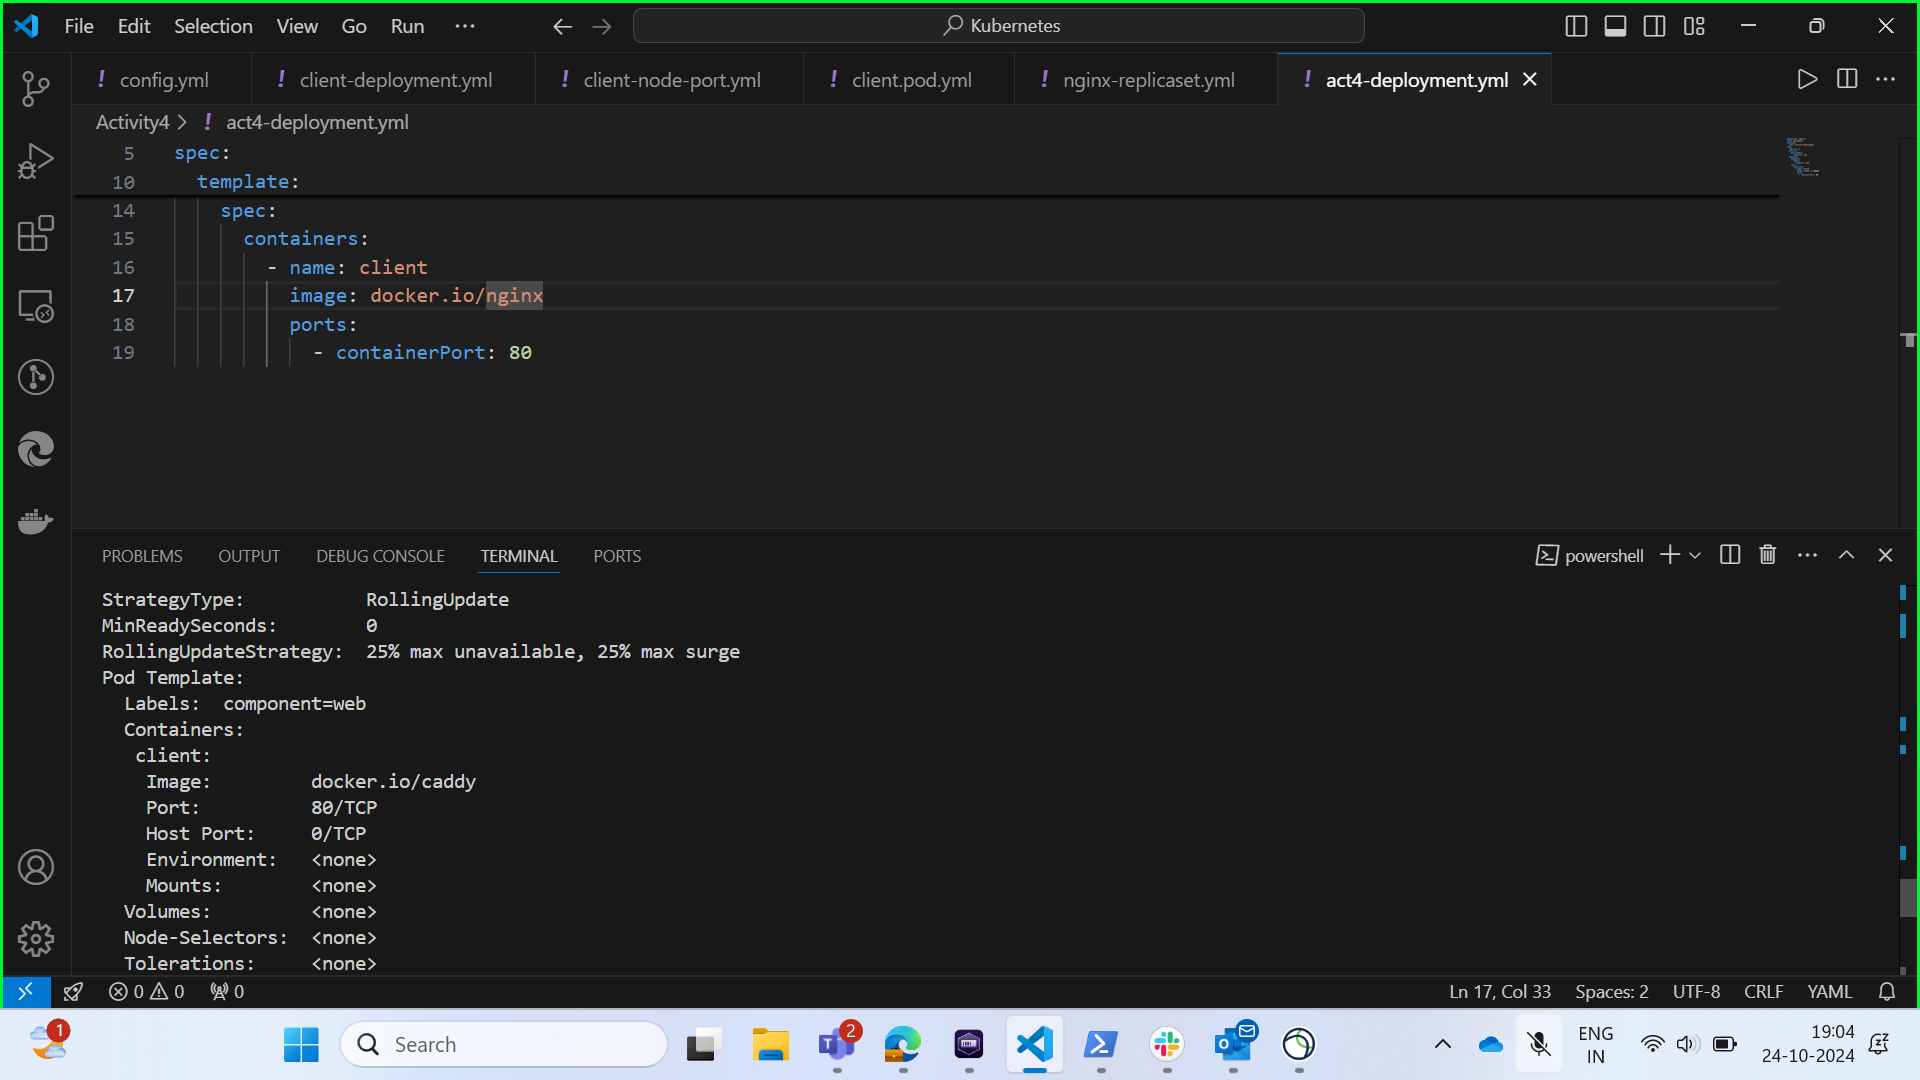 File Edit Selection View Go Run ··· Kubernetes
! config.yml ! client-deployment.yml ! client-node-port.yml ! client.pod.yml ! nginx-replicaset.yml ! act4-deployment.yml
Activity4 > ! act4-deployment.yml
5 spec:
10 template:
14 spec:
15 containers:
16 - name: client
17 image: docker.io/nginx
18 ports:
19 - containerPort: 80
PROBLEMS OUTPUT DEBUG CONSOLE TERMINAL PORTS powershell
StrategyType: RollingUpdate
MinReadySeconds: 0
RollingUpdateStrategy: 25% max unavailable, 25% max surge
Pod Template:
Labels: component=web
Containers:
client:
Image: docker.io/caddy
Port: 80/TCP
Host Port: 0/TCP
Environment: <none>
Mounts: <none>
Volumes: <none>
Node-Selectors: <none>
Tolerations: <none>
0 0 0 Ln 17, Col 33 Spaces: 2 UTF-8 CRLF YAML
1 Search 2 ENG 19:04
IN 24-10-2024